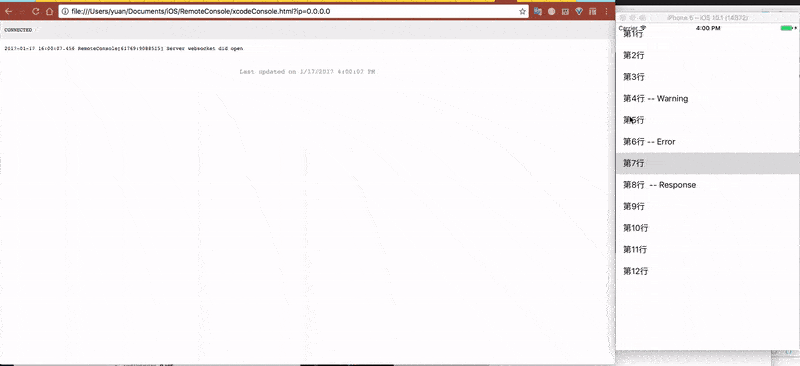 file:///Users/yuan/Documents/iOS/RemoteConsole/xcodeConsole.html?ip=0.0.0.0
CONNECTED
2017-01-17 16:00:07.456 RemoteConsole[61769:9088515] Server websocket did open
Last updated on 1/17/2017 4:00:07 PM
iPhone 6 – iOS 10.1 (14B72)
Carrier
4:00 PM
第1行
第2行
第3行
第4行 -- Warning
第5行
第6行 -- Error
第7行
第8行 -- Response
第9行
第10行
第11行
第12行